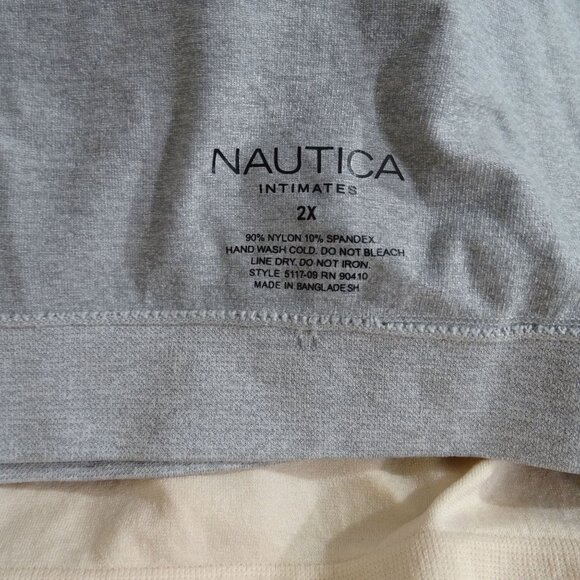 NAUTICA
INTIMATES
2X
90% NYLON 10% SPANDEX.
HAND WASH COLD. DO NOT BLEACH
LINE DRY. DO NOT IRON.
STYLE 5117-09 RN 90410
MADE IN BANGLADESH